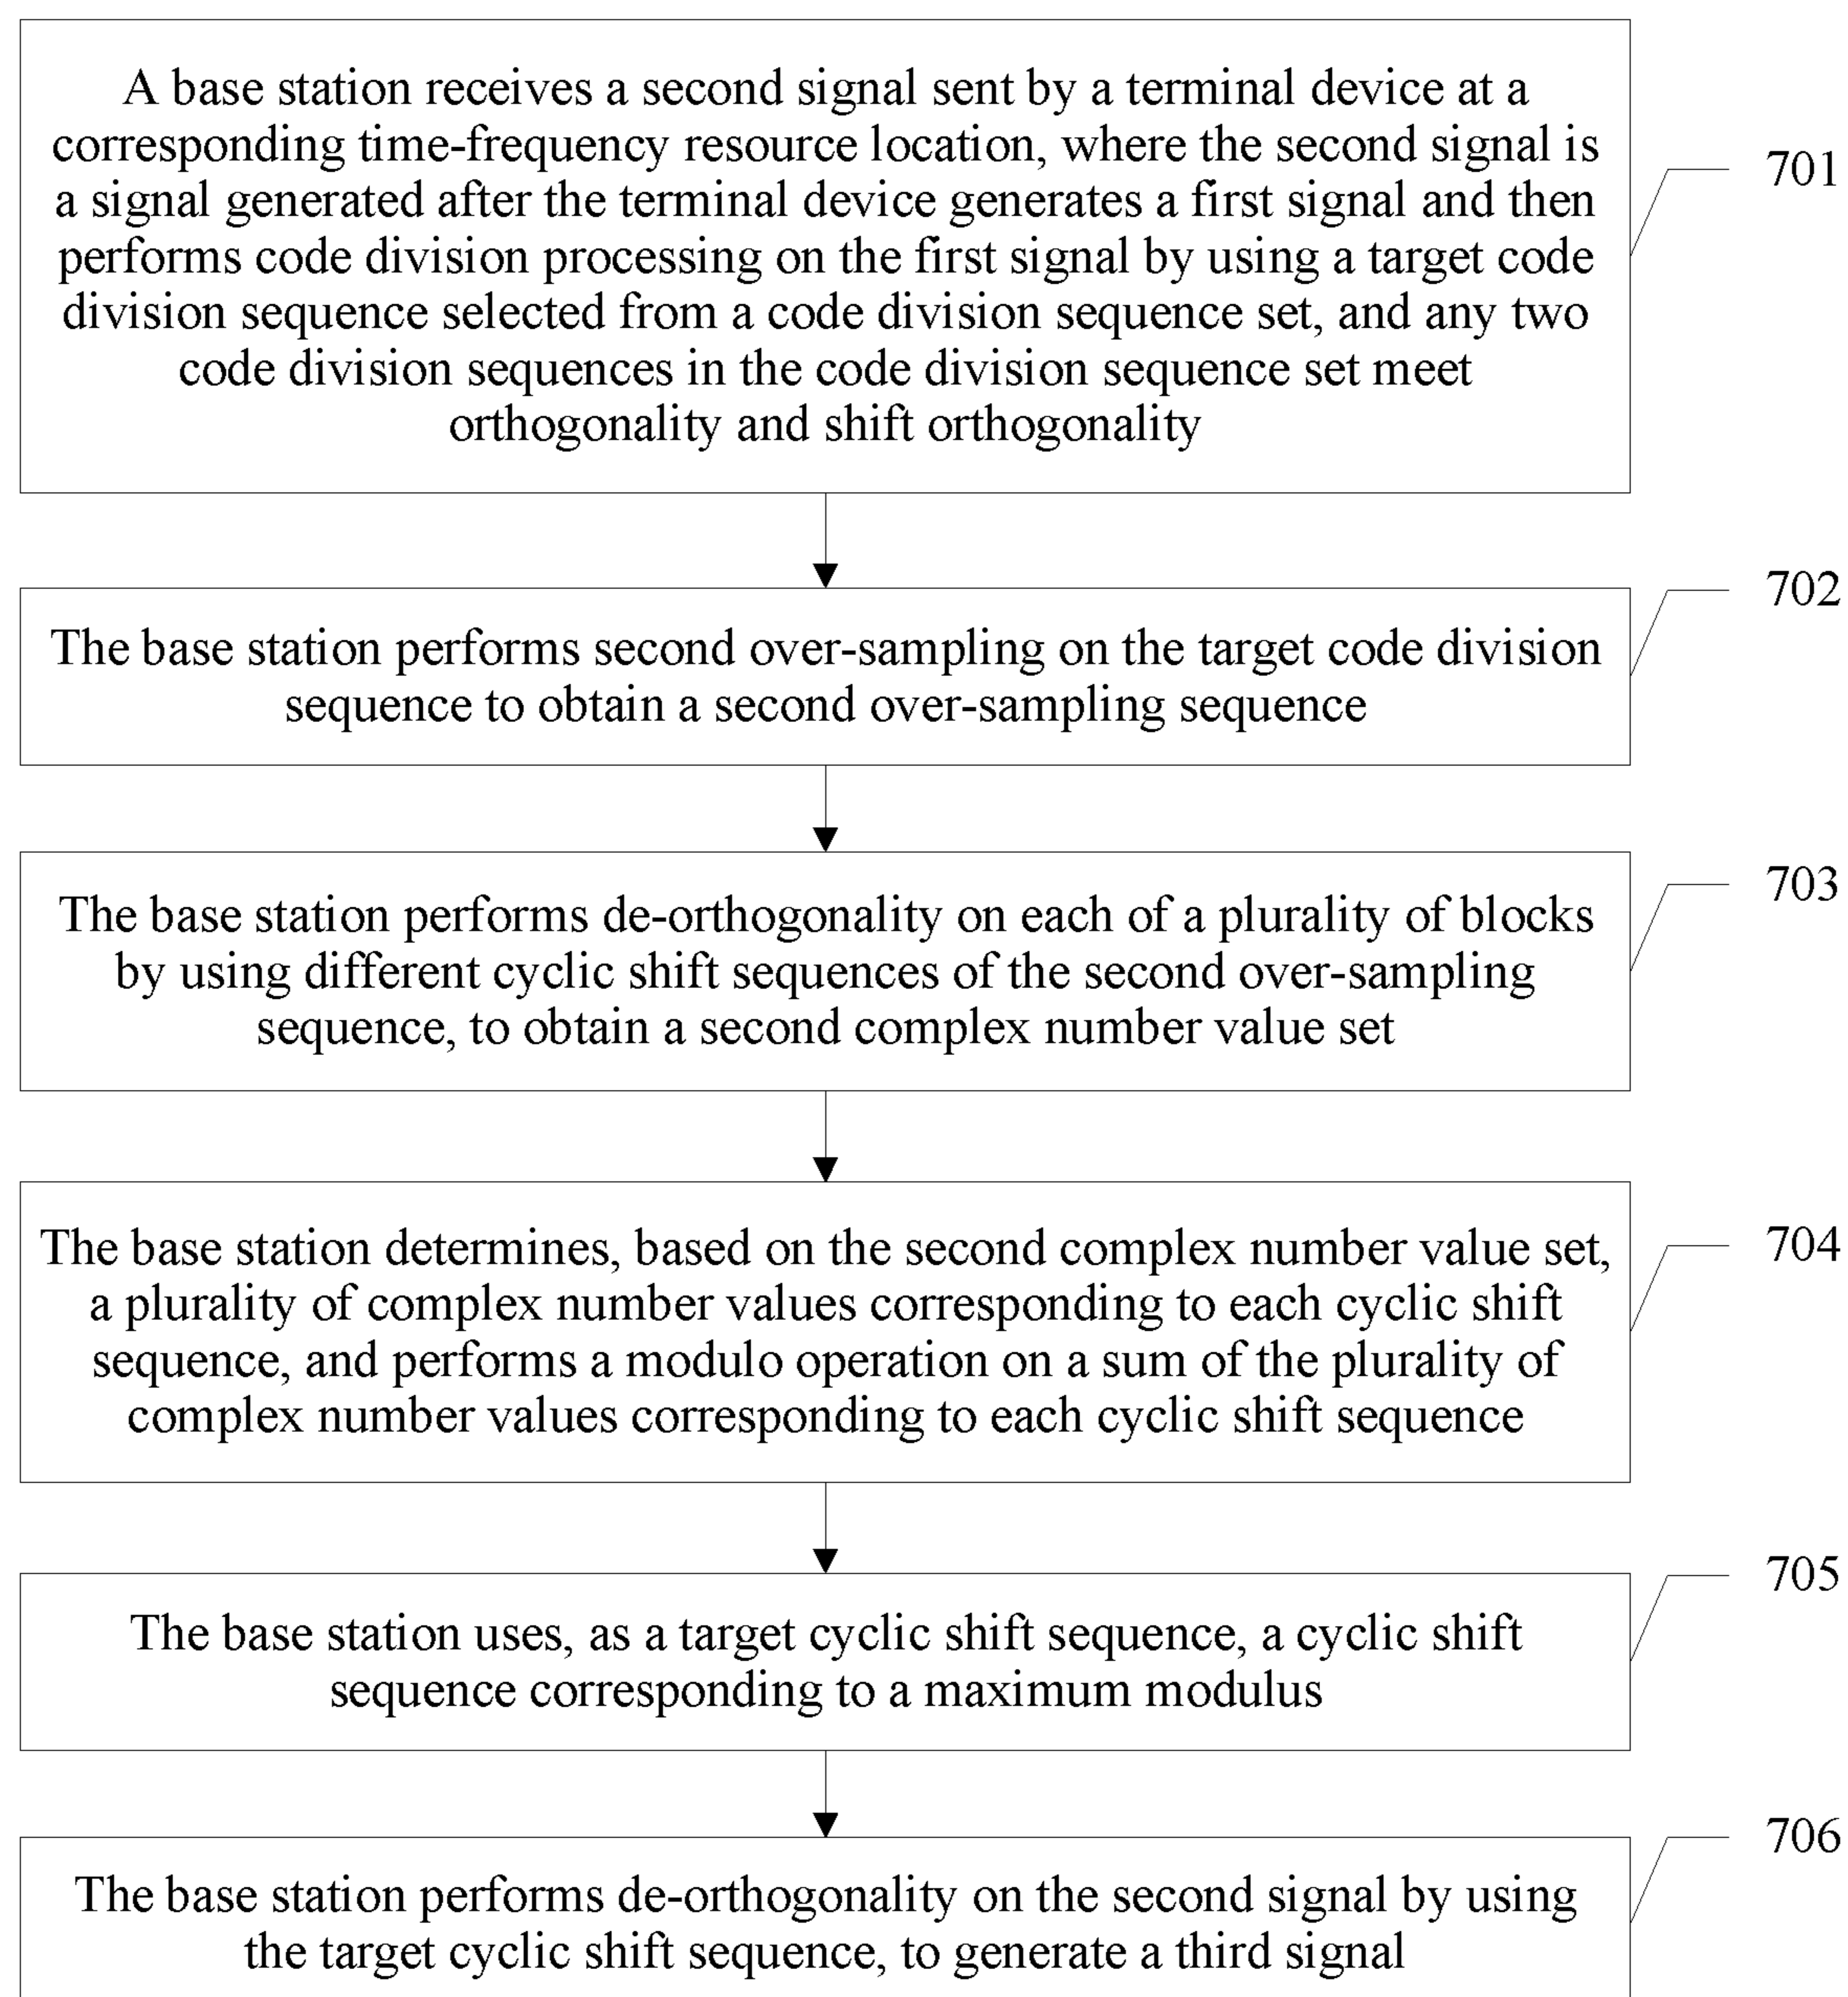 A base station receives a second signal sent by a terminal device at a
corresponding time-frequency resource location, where the second signal is
a signal generated after the terminal device generates a first signal and then
performs code division processing on the first signal by using a target code
division sequence selected from a code division sequence set, and any two
code division sequences in the code division sequence set meet
orthogonality and shift orthogonality
701
The base station performs second over-sampling on the target code division
sequence to obtain a second over-sampling sequence
702
The base station performs de-orthogonality on each of a plurality of blocks
by using different cyclic shift sequences of the second over-sampling
sequence, to obtain a second complex number value set
703
The base station determines, based on the second complex number value set,
a plurality of complex number values corresponding to each cyclic shift
sequence, and performs a modulo operation on a sum of the plurality of
complex number values corresponding to each cyclic shift sequence
704
The base station uses, as a target cyclic shift sequence, a cyclic shift
sequence corresponding to a maximum modulus
705
The base station performs de-orthogonality on the second signal by using
the target cyclic shift sequence, to generate a third signal
706